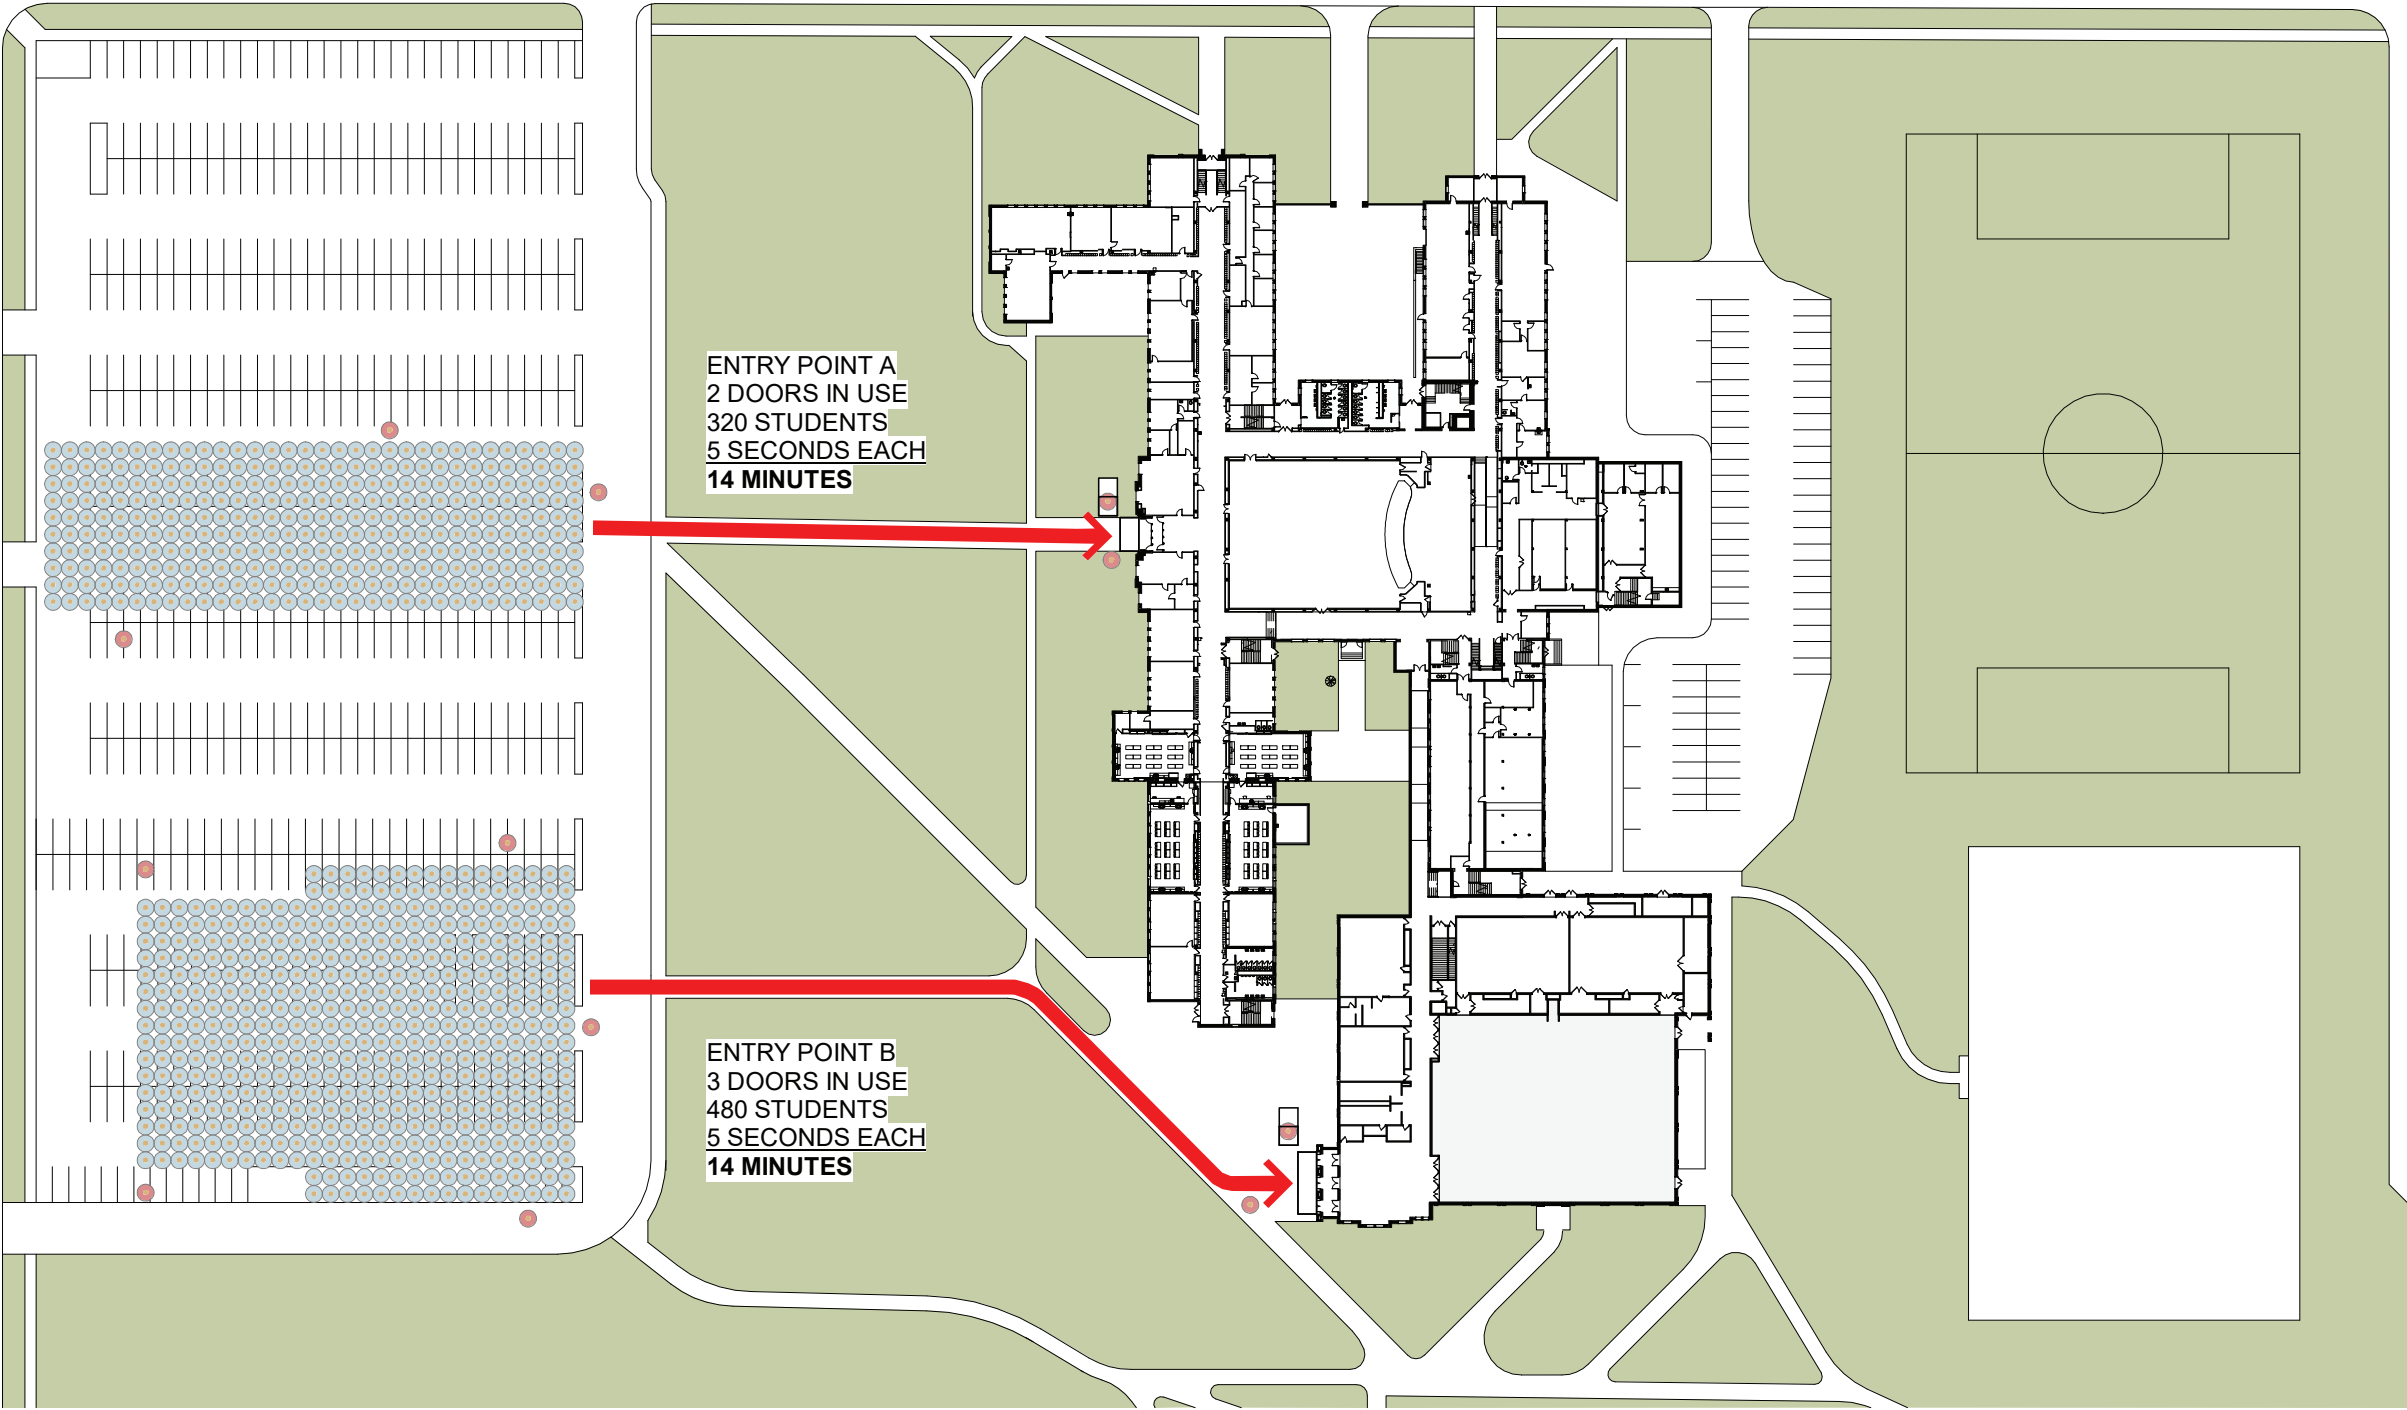 ENTRY POINT A
2 DOORS IN USE
320 STUDENTS
5 SECONDS EACH
14 MINUTES
ENTRY POINT B
3 DOORS IN USE
480 STUDENTS
5 SECONDS EACH
14 MINUTES